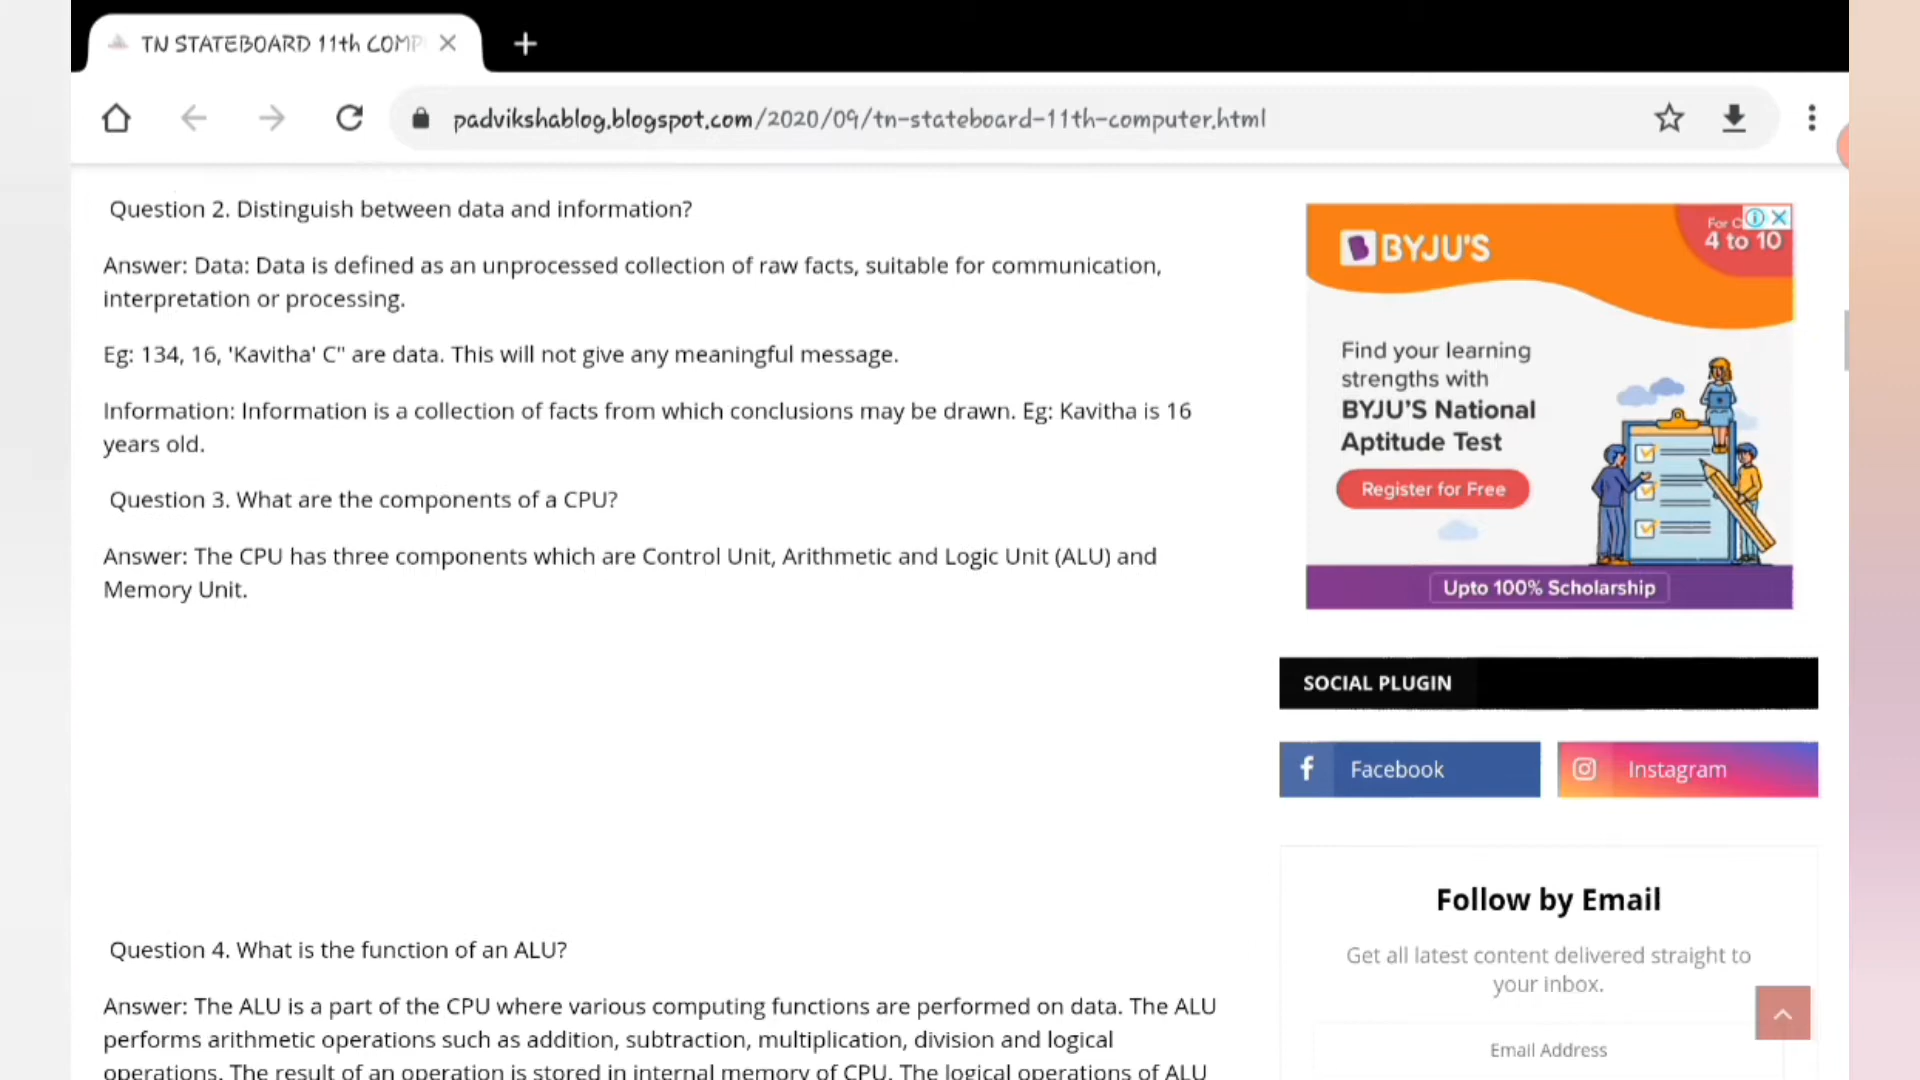 TN STATEBOARD 11th COMP
padvikshablog.blogspot.com/2020/09/tn-stateboard-11th-computer.html
Question 2. Distinguish between data and information?
Answer: Data: Data is defined as an unprocessed collection of raw facts, suitable for communication,
interpretation or processing.
Eg: 134, 16, 'Kavitha' C" are data. This will not give any meaningful message.
Information: Information is a collection of facts from which conclusions may be drawn. Eg: Kavitha is 16
years old.
Question 3. What are the components of a CPU?
Answer: The CPU has three components which are Control Unit, Arithmetic and Logic Unit (ALU) and
Memory Unit.
Question 4. What is the function of an ALU?
Answer: The ALU is a part of the CPU where various computing functions are performed on data. The ALU
performs arithmetic operations such as addition, subtraction, multiplication, division and logical
operations. The result of an operation is stored in internal memory of CPU. The logical operations of ALU
BYJU'S
For C
4 to 10
Find your learning
strengths with
BYJU'S National
Aptitude Test
Register for Free
Upto 100% Scholarship
SOCIAL PLUGIN
Facebook
Instagram
Follow by Email
Get all latest content delivered straight to
your inbox.
Email Address